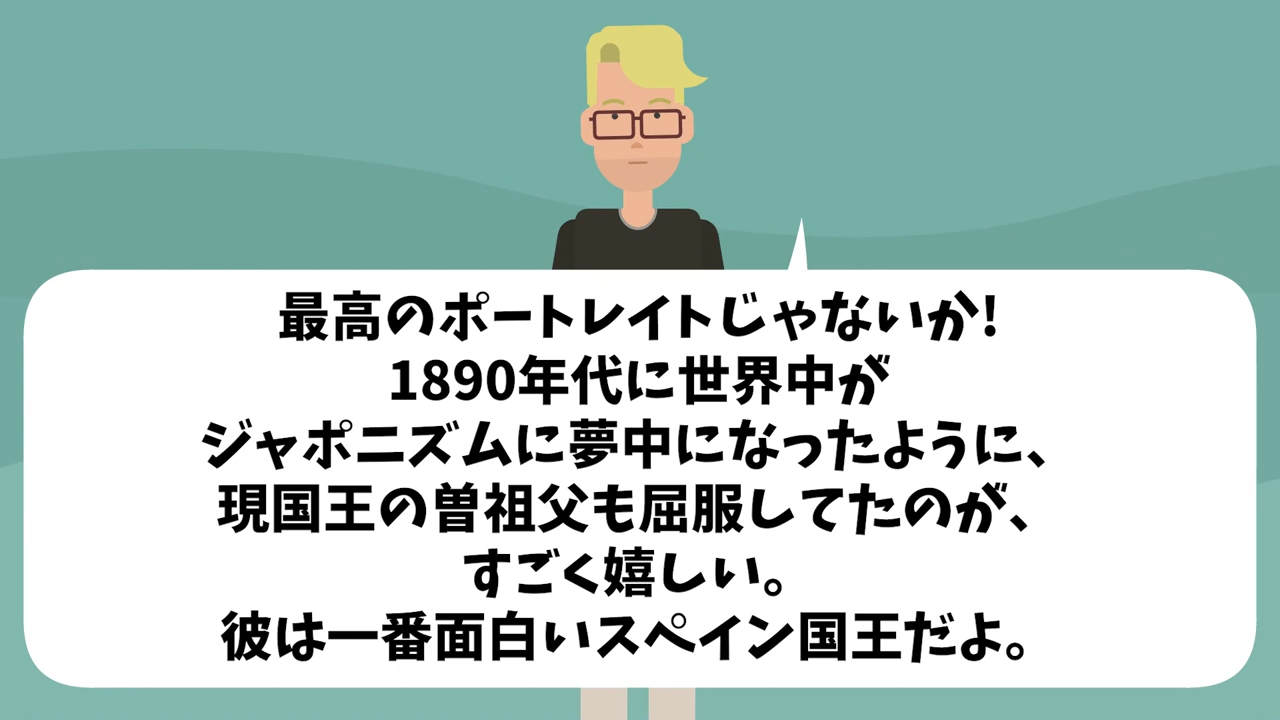 最高のポートレイトじゃないか!
1890年代に世界中が
ジャポニズムに夢中になったように、
現国王の曽祖父も屈服してたのが、
すごく嬉しい。
彼は一番面白いスペイン国王だよ。